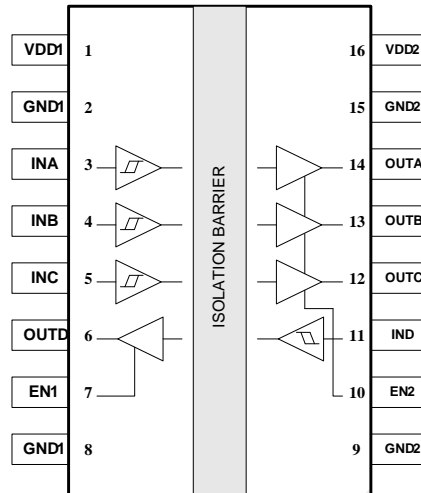 VDD1 1 16 VDD2
GND1 2 15 GND2
INA 3 14 OUTA
INB 4 13 OUTB
INC 5 12 OUTC
OUTD 6 11 IND
EN1 7 10 EN2
GND1 8 9 GND2
ISOLATION BARRIER